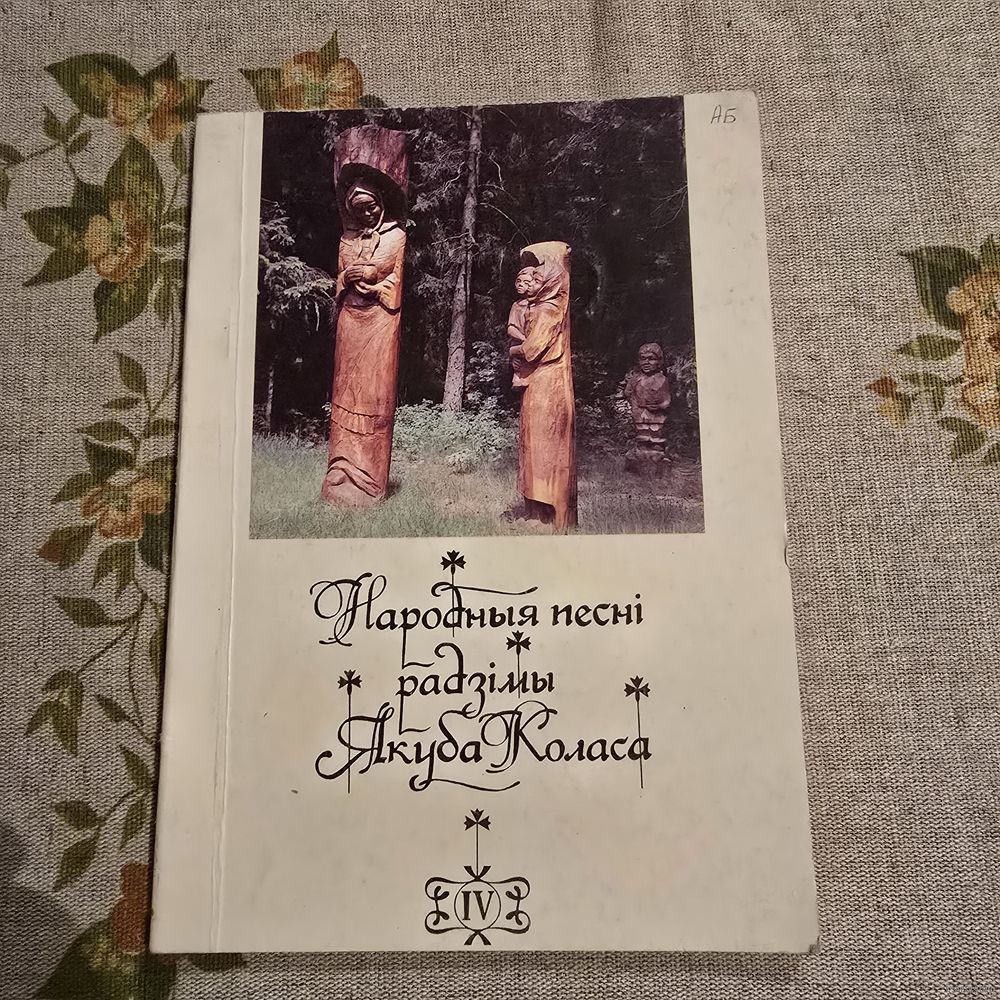 АБ
Народныя песні
радзімы
Якуба Коласа
IV